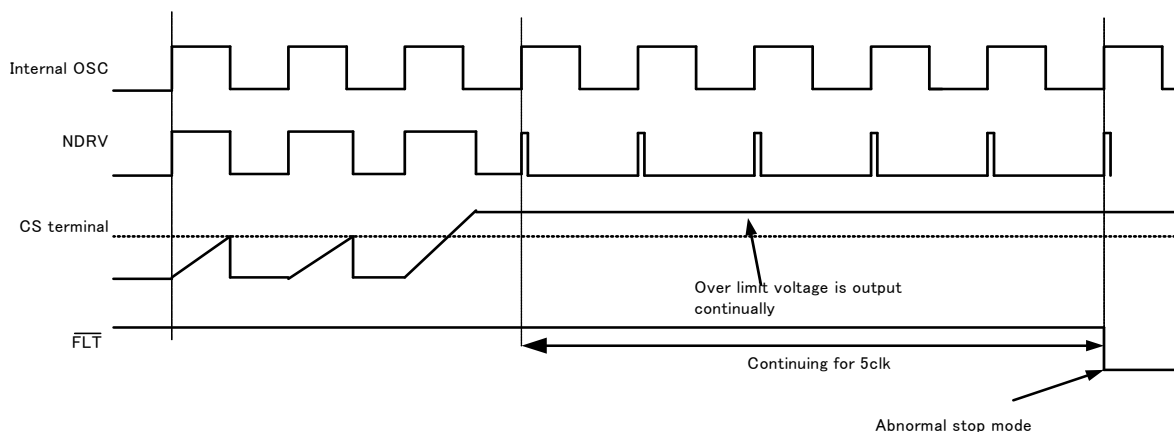 Internal OSC
NDRV
CS terminal
Over limit voltage is output
continually
FLT
Continuing for 5clk
Abnormal stop mode